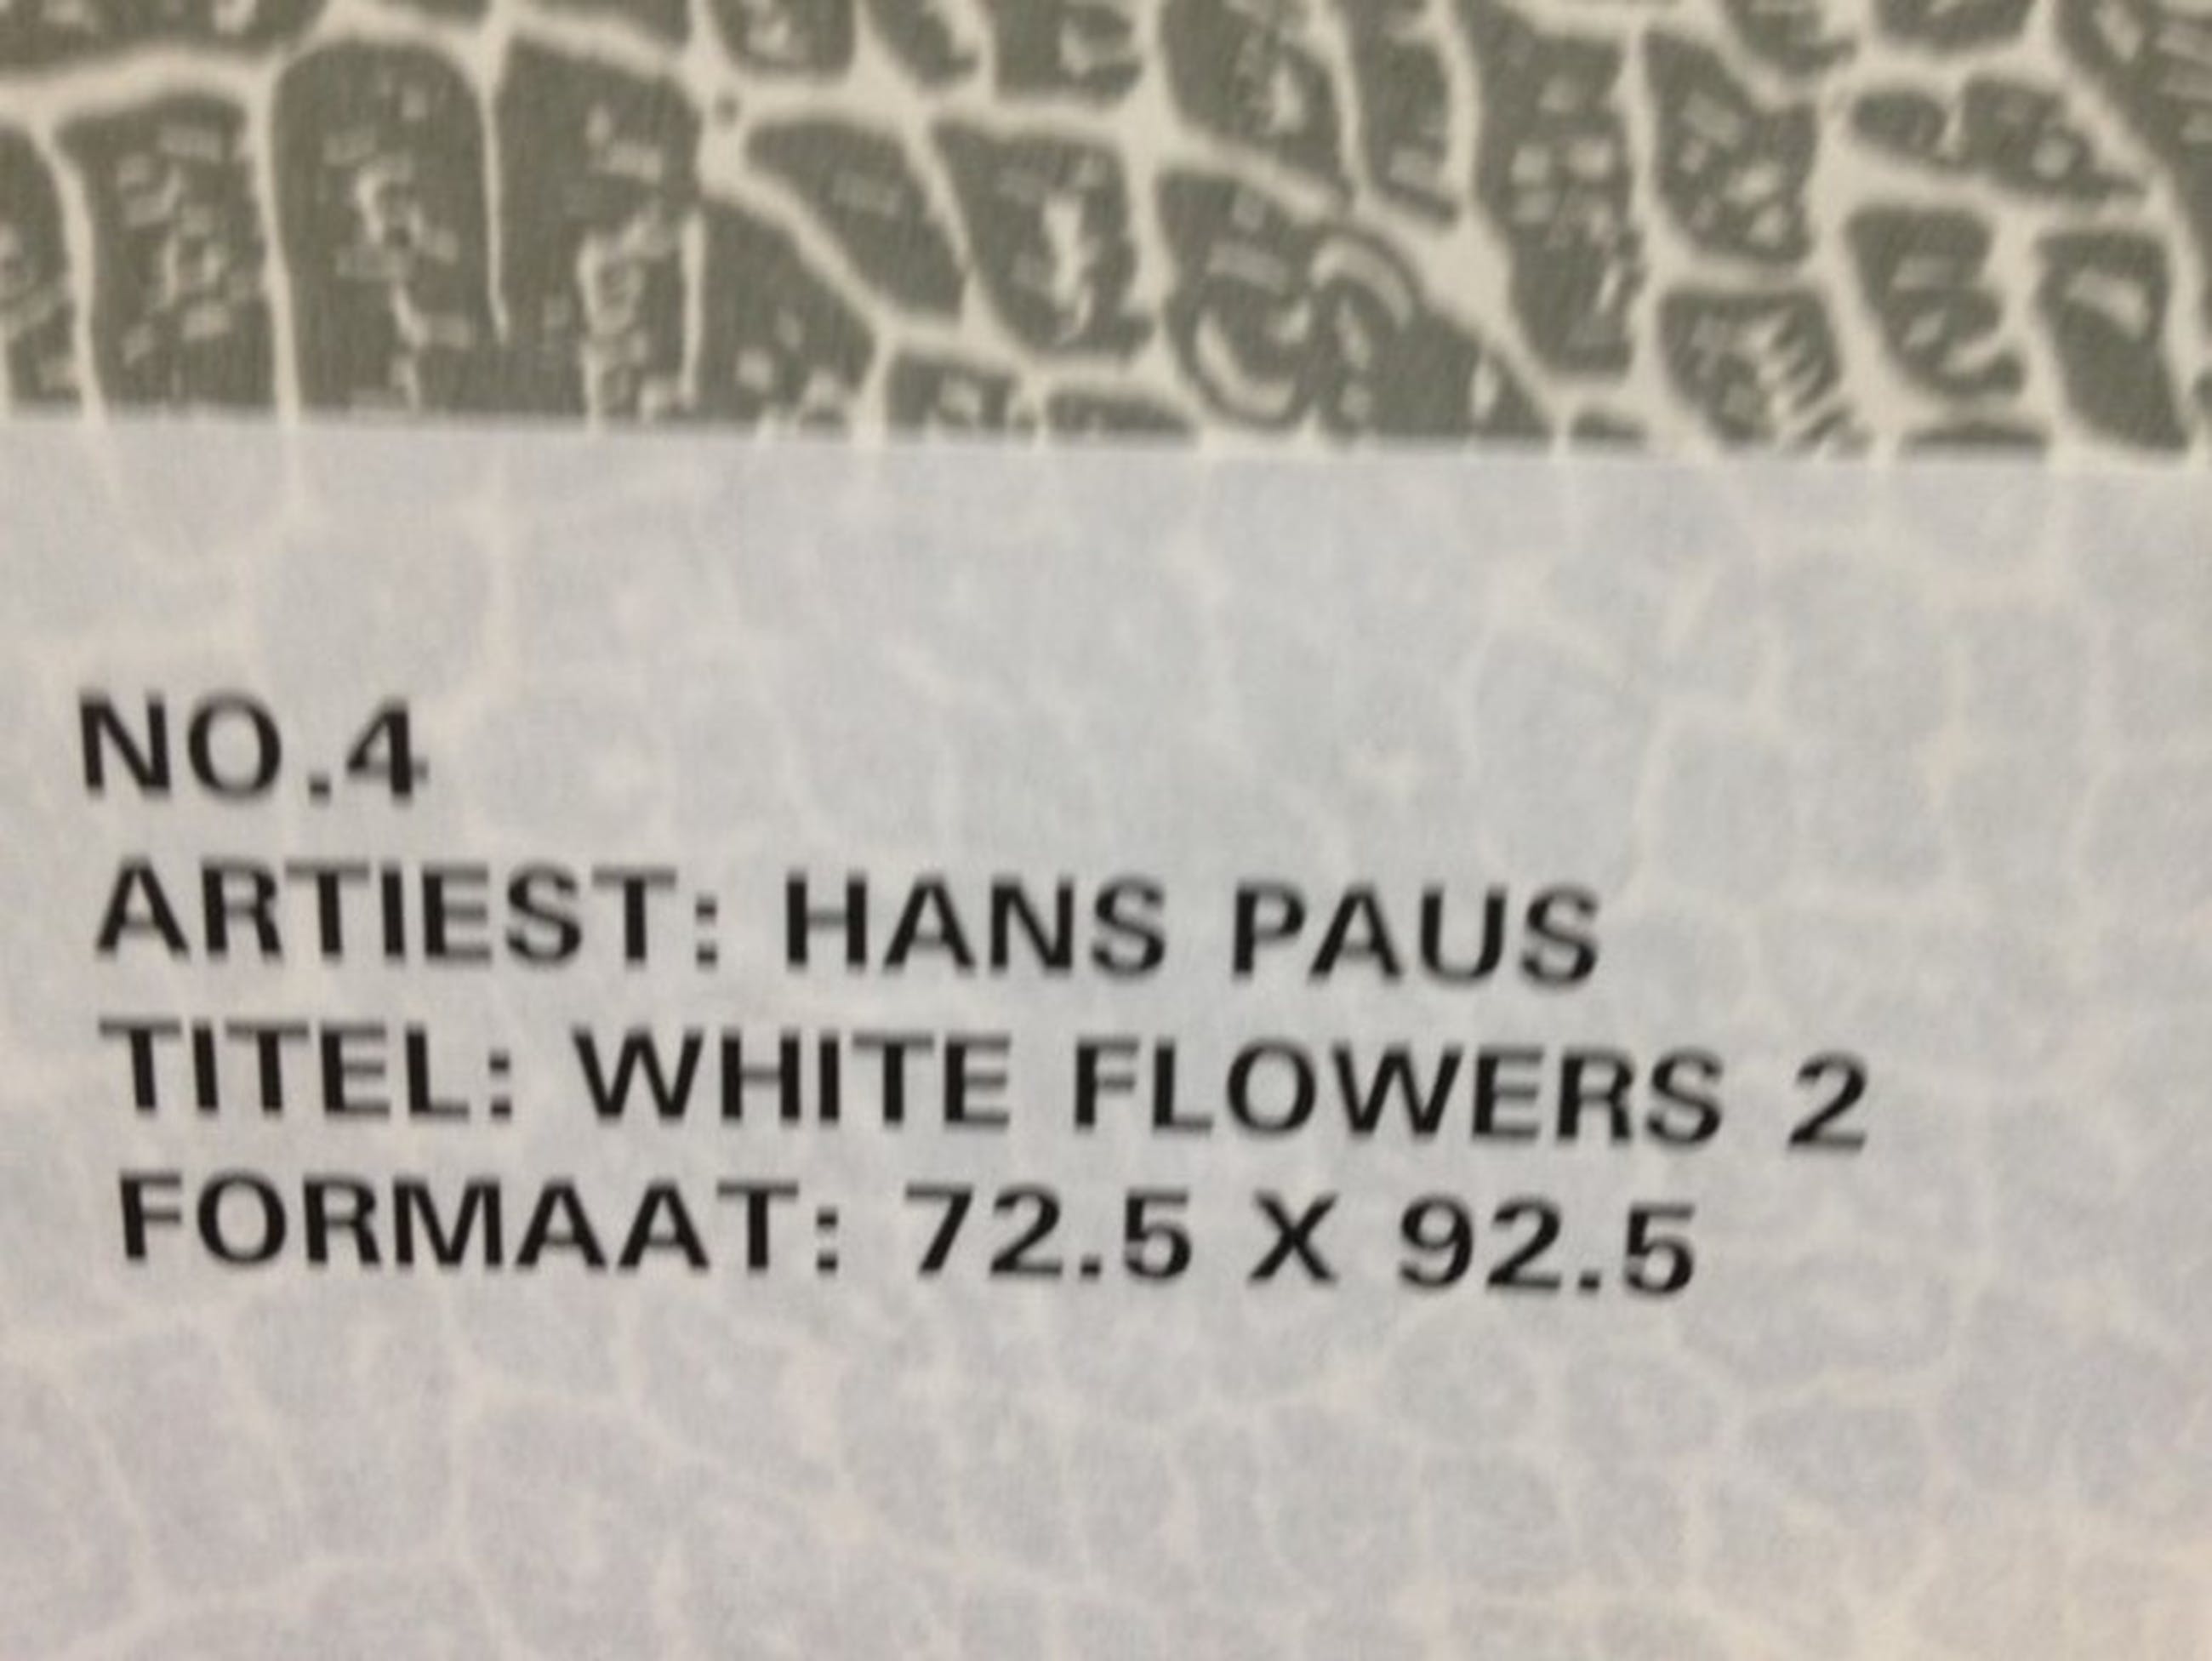 NO.4
ARTIEST: HANS PAUS
TITEL: WHITE FLOWERS 2
FORMAAT: 72.5 X 92.5